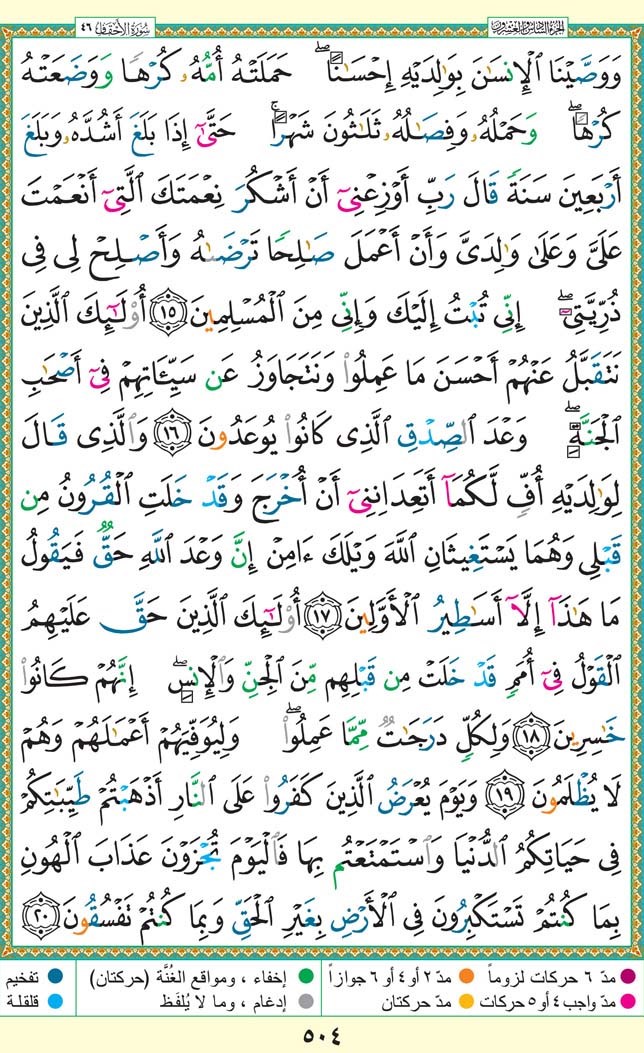 سُورَةُ الأَحْقَاف ٤٦ الجزء السادس والعشرون
وَوَصَّيْنَا ٱلْإِنسَٰنَ بِوَٰلِدَيْهِ إِحْسَٰنًا ۖ حَمَلَتْهُ أُمُّهُۥ كُرْهًا وَوَضَعَتْهُ
كُرْهًا ۖ وَحَمْلُهُۥ وَفِصَٰلُهُۥ ثَلَٰثُونَ شَهْرًا ۚ حَتَّىٰٓ إِذَا بَلَغَ أَشُدَّهُۥ وَبَلَغَ
أَرْبَعِينَ سَنَةً قَالَ رَبِّ أَوْزِعْنِىٓ أَنْ أَشْكُرَ نِعْمَتَكَ ٱلَّتِىٓ أَنْعَمْتَ
عَلَىَّ وَعَلَىٰ وَٰلِدَىَّ وَأَنْ أَعْمَلَ صَٰلِحًا تَرْضَىٰهُ وَأَصْلِحْ لِى فِى
ذُرِّيَّتِىٓ ۖ إِنِّى تُبْتُ إِلَيْكَ وَإِنِّى مِنَ ٱلْمُسْلِمِينَ ١٥ أُو۟لَٰٓئِكَ ٱلَّذِينَ
نَتَقَبَّلُ عَنْهُمْ أَحْسَنَ مَا عَمِلُوا۟ وَنَتَجَاوَزُ عَن سَيِّـَٔاتِهِمْ فِىٓ أَصْحَٰبِ
ٱلْجَنَّةِ ۖ وَعْدَ ٱلصِّدْقِ ٱلَّذِى كَانُوا۟ يُوعَدُونَ ١٦ وَٱلَّذِى قَالَ
لِوَٰلِدَيْهِ أُفٍّ لَّكُمَآ أَتَعِدَانِنِىٓ أَنْ أُخْرَجَ وَقَدْ خَلَتِ ٱلْقُرُونُ مِن
قَبْلِى وَهُمَا يَسْتَغِيثَانِ ٱللَّهَ وَيْلَكَ ءَامِنْ إِنَّ وَعْدَ ٱللَّهِ حَقٌّ فَيَقُولُ
مَا هَٰذَآ إِلَّآ أَسَٰطِيرُ ٱلْأَوَّلِينَ ١٧ أُو۟لَٰٓئِكَ ٱلَّذِينَ حَقَّ عَلَيْهِمُ
ٱلْقَوْلُ فِىٓ أُمَمٍ قَدْ خَلَتْ مِن قَبْلِهِم مِّنَ ٱلْجِنِّ وَٱلْإِنسِ ۖ إِنَّهُمْ كَانُوا۟
خَٰسِرِينَ ١٨ وَلِكُلٍّ دَرَجَٰتٌ مِّمَّا عَمِلُوا۟ ۖ وَلِيُوَفِّيَهُمْ أَعْمَٰلَهُمْ وَهُمْ
لَا يُظْلَمُونَ ١٩ وَيَوْمَ يُعْرَضُ ٱلَّذِينَ كَفَرُوا۟ عَلَى ٱلنَّارِ أَذْهَبْتُمْ طَيِّبَٰتِكُمْ
فِى حَيَاتِكُمُ ٱلدُّنْيَا وَٱسْتَمْتَعْتُم بِهَا فَٱلْيَوْمَ تُجْزَوْنَ عَذَابَ ٱلْهُونِ
بِمَا كُنتُمْ تَسْتَكْبِرُونَ فِى ٱلْأَرْضِ بِغَيْرِ ٱلْحَقِّ وَبِمَا كُنتُمْ تَفْسُقُونَ ٢٠
مدّ ٦ حركات لزوماً مدّ ٢ أو ٤ أو ٦ جوازاً إخفاء ، ومواقع الغُنَّة (حركتان) تفخيم
مدّ واجب ٤ أو ٥ حركات مدّ حركتان إدغام ، وما لا يُلفَظ قلقلة
٥٠٤